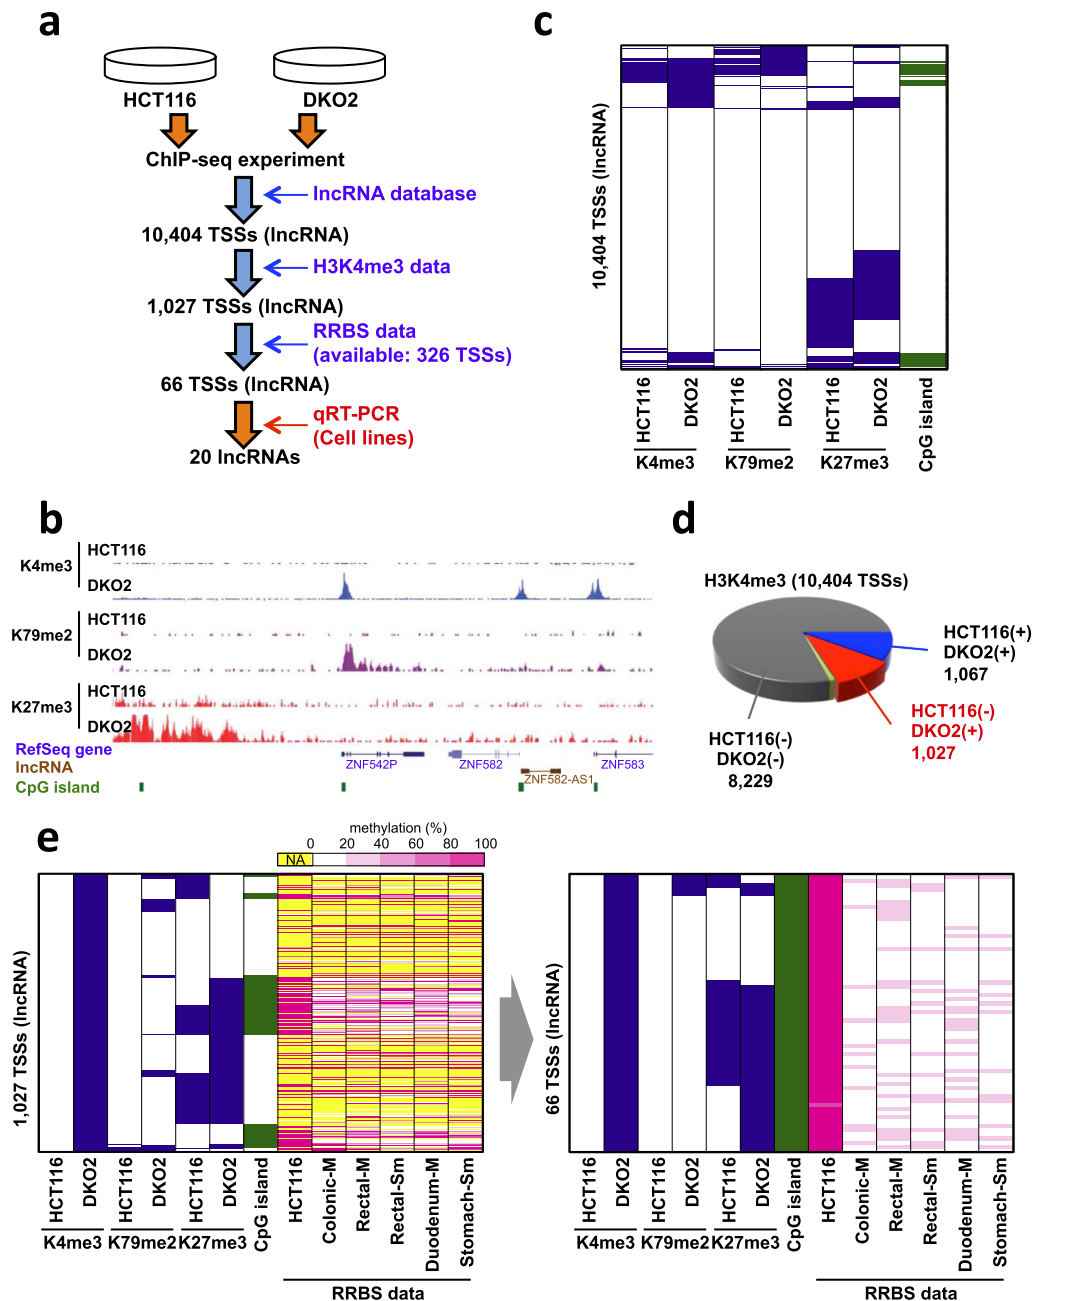 a
HCT116
DKO2
ChIP-seq experiment
lncRNA database
10,404 TSSs (lncRNA)
H3K4me3 data
1,027 TSSs (lncRNA)
RRBS data
(available: 326 TSSs)
66 TSSs (lncRNA)
qRT-PCR
(Cell lines)
20 lncRNAs
c
10,404 TSSs (lncRNA)
HCT116
DKO2
HCT116
DKO2
HCT116
DKO2
CpG island
K4me3
K79me2
K27me3
b
K4me3
HCT116
DKO2
K79me2
HCT116
DKO2
K27me3
HCT116
DKO2
RefSeq gene
ZNF542P
ZNF582
ZNF583
lncRNA
ZNF582-AS1
CpG island
d
H3K4me3 (10,404 TSSs)
HCT116(+)
DKO2(+)
1,067
HCT116(-)
DKO2(+)
1,027
HCT116(-)
DKO2(-)
8,229
e
methylation (%)
NA
0 20 40 60 80 100
1,027 TSSs (lncRNA)
HCT116
DKO2
HCT116
DKO2
HCT116
DKO2
CpG island
HCT116
Colonic-M
Rectal-M
Rectal-Sm
Duodenum-M
Stomach-Sm
K4me3
K79me2
K27me3
RRBS data
66 TSSs (lncRNA)
HCT116
DKO2
HCT116
DKO2
HCT116
DKO2
CpG island
HCT116
Colonic-M
Rectal-M
Rectal-Sm
Duodenum-M
Stomach-Sm
K4me3
K79me2
K27me3
RRBS data